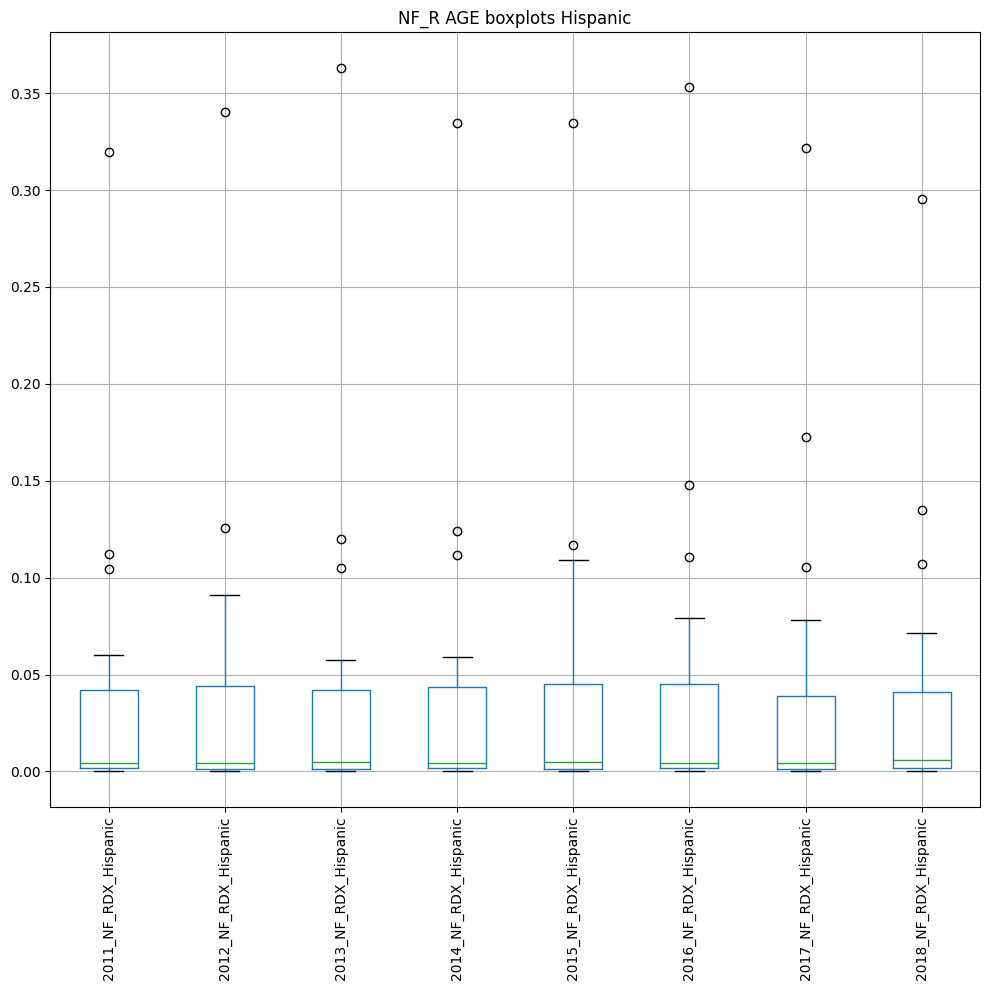 NF_R AGE boxplots Hispanic
0.35
0.30
0.25
0.20
0.15
0.10
0.05
0.00
2011_NF_RDX_Hispanic
2012_NF_RDX_Hispanic
2013_NF_RDX_Hispanic
2014_NF_RDX_Hispanic
2015_NF_RDX_Hispanic
2016_NF_RDX_Hispanic
2017_NF_RDX_Hispanic
2018_NF_RDX_Hispanic